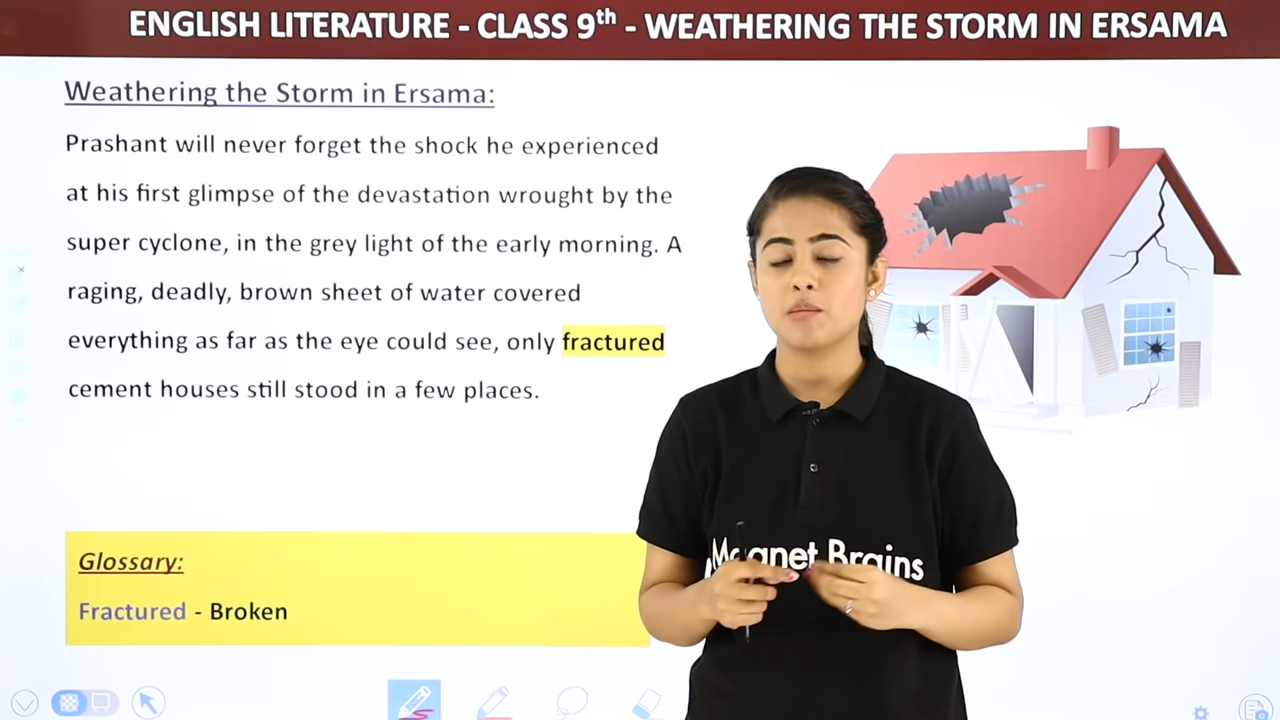 ENGLISH LITERATURE - CLASS 9th - WEATHERING THE STORM IN ERSAMA
Weathering the Storm in Ersama:
Prashant will never forget the shock he experienced
at his first glimpse of the devastation wrought by the
super cyclone, in the grey light of the early morning. A
raging, deadly, brown sheet of water covered
everything as far as the eye could see, only fractured
cement houses still stood in a few places.
Glossary:
Fractured - Broken
Magnet Brains